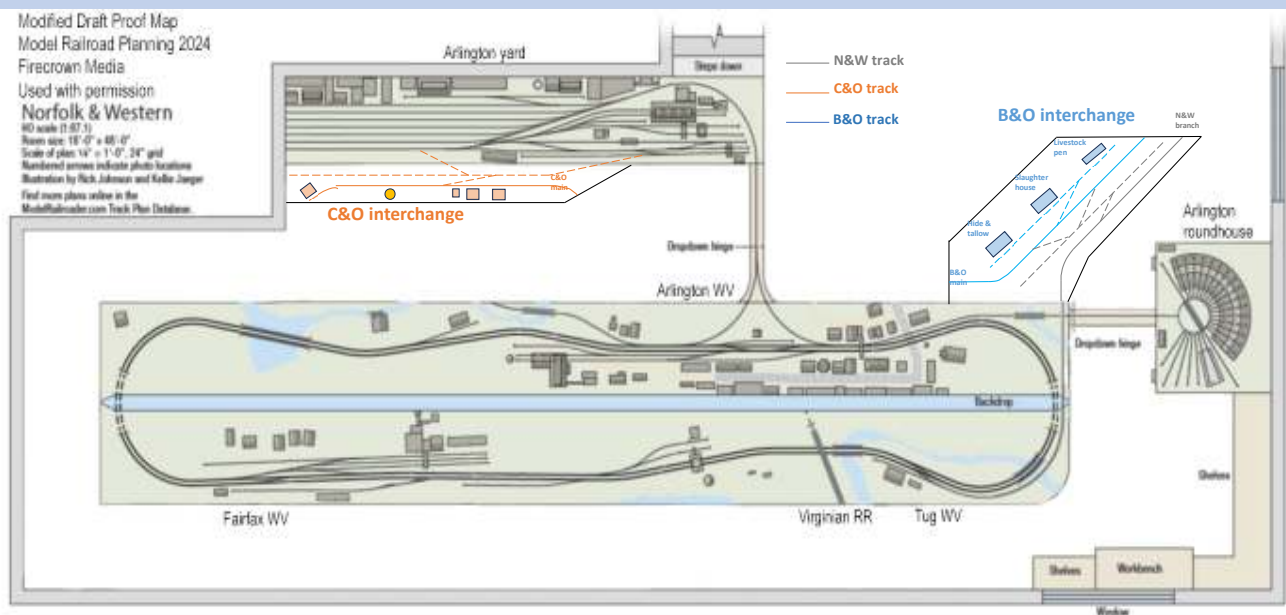 Modified Draft Proof Map
Model Railroad Planning 2024
Firecrown Media
Used with permission
Norfolk & Western
HO scale (1:87.1)
Room size: 18'-0" x 46'-0"
Scale of plan: ¼" = 1'-0", 24" grid
Numbered arrows indicate photo locations
Illustration by Rick Johnson and Kellie Jaeger
Find more plans online in the
ModelRailroader.com Track Plan Database.
Arlington yard
A
Steps down
N&W track
C&O track
B&O track
B&O interchange
N&W
branch
Livestock
pen
Slaughter
house
Hide &
tallow
B&O
main
Arlington
roundhouse
C&O
main
C&O interchange
Dropdown hinge
Arlington WV
Dropdown hinge
Backdrop
Shelves
Fairfax WV
Virginian RR
Tug WV
Shelves
Workbench
Window